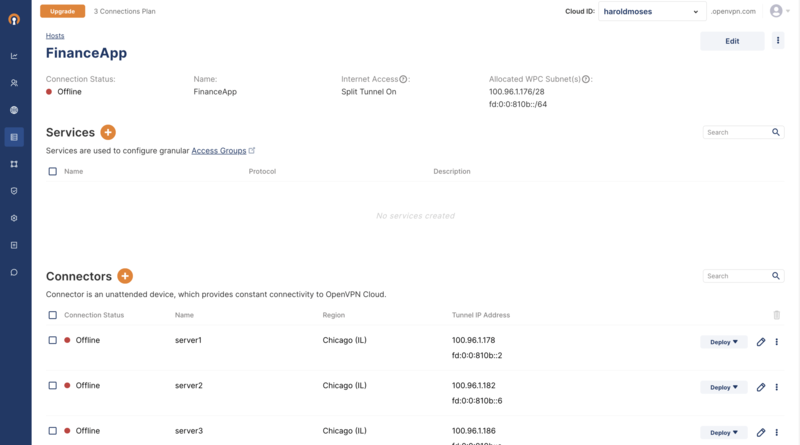 Upgrade 3 Connections Plan Cloud ID: haroldmoses .openvpn.com
Hosts
FinanceApp Edit
Connection Status: Name: Internet Access: Allocated WPC Subnet(s):
Offline FinanceApp Split Tunnel On 100.96.1.176/28
fd:0:0:810b::/64
Services Search
Services are used to configure granular Access Groups
Name Protocol Description
No services created
Connectors Search
Connector is an unattended device, which provides constant connectivity to OpenVPN Cloud.
Connection Status Name Region Tunnel IP Address
Offline server1 Chicago (IL) 100.96.1.178 Deploy
fd:0:0:810b::2
Offline server2 Chicago (IL) 100.96.1.182 Deploy
fd:0:0:810b::6
Offline server3 Chicago (IL) 100.96.1.186 Deploy